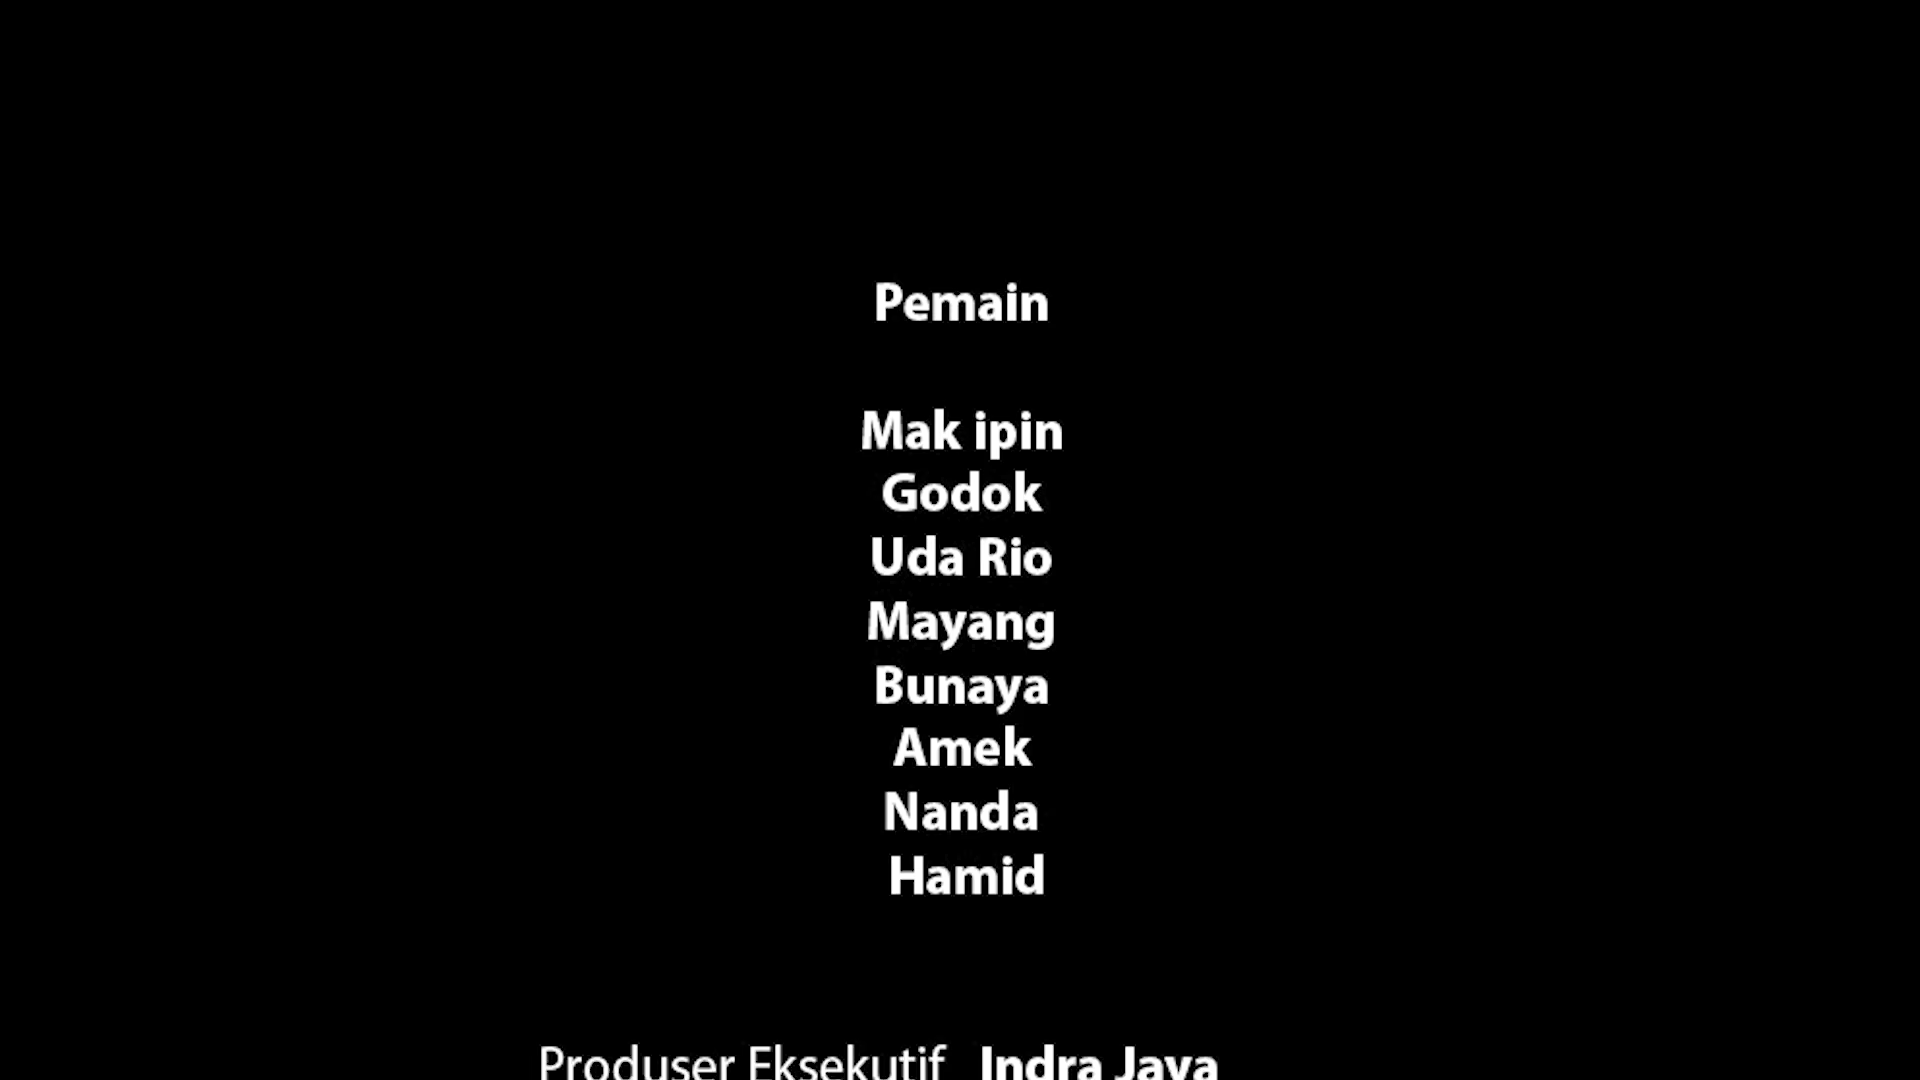 Pemain
Mak ipin
Godok
Uda Rio
Mayang
Bunaya
Amek
Nanda
Hamid
Produser Eksekutif Indra Jaya